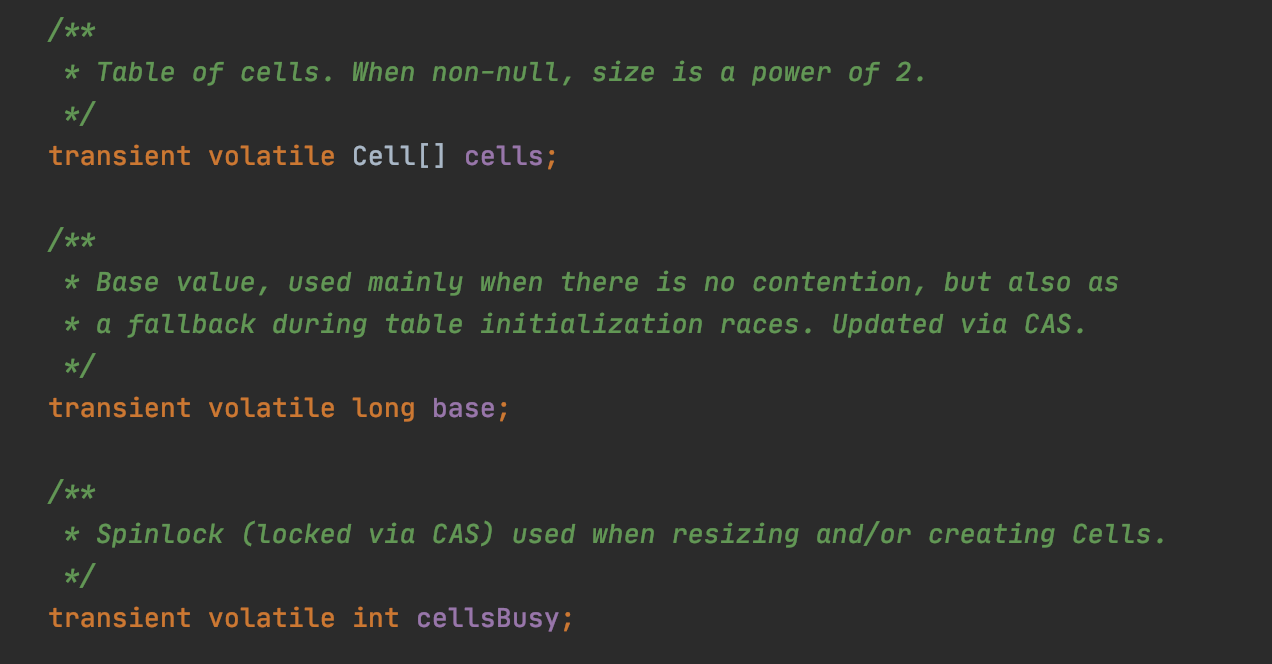 /**
 * Table of cells. When non-null, size is a power of 2.
 */
transient volatile Cell[] cells;
/**
 * Base value, used mainly when there is no contention, but also as
 * a fallback during table initialization races. Updated via CAS.
 */
transient volatile long base;
/**
 * Spinlock (locked via CAS) used when resizing and/or creating Cells.
 */
transient volatile int cellsBusy;